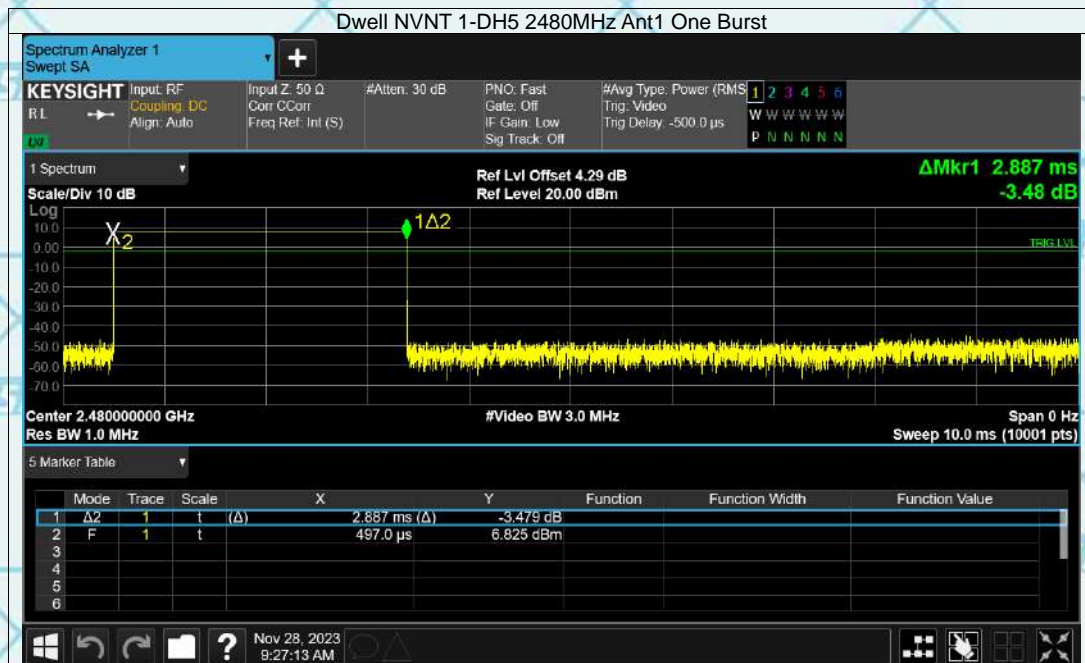 Dwell NVNT 1-DH5 2480MHz Ant1 One Burst
Spectrum Analyzer 1
Swept SA
+
KEYSIGHT Input: RF Input Z: 50 Ω #Atten: 30 dB PNO: Fast #Avg Type: Power (RMS 1 2 3 4 5 6
RL Coupling: DC Corr CCorr Gate: Off Trig: Video W W W W W W
Align: Auto Freq Ref: Int (S) IF Gain: Low Trig Delay: -500.0 µs
LXI Sig Track: Off P N N N N N
1 Spectrum Ref Lvl Offset 4.29 dB ΔMkr1 2.887 ms
Scale/Div 10 dB Ref Level 20.00 dBm -3.48 dB
Log
10.0 X2 1Δ2
0.00 TRIG LVL
-10.0
-20.0
-30.0
-40.0
-50.0
-60.0
-70.0
Center 2.480000000 GHz #Video BW 3.0 MHz Span 0 Hz
Res BW 1.0 MHz Sweep 10.0 ms (10001 pts)
5 Marker Table
Mode Trace Scale X Y Function Function Width Function Value
1 Δ2 1 t (Δ) 2.887 ms (Δ) -3.479 dB
2 F 1 t 497.0 µs 6.825 dBm
3
4
5
6
? Nov 28, 2023
9:27:13 AM